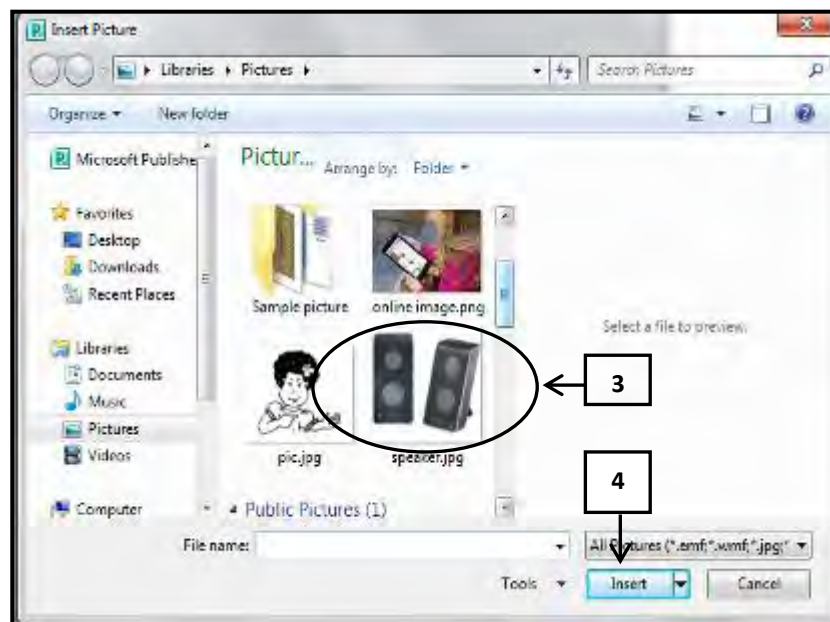 Insert Picture
Libraries Pictures
Search Pictures
Organize New folder
Microsoft Publishe
Pictur...
Arrange by: Folder
Favorites
Desktop
Downloads
Recent Places
Sample picture
online image.png
Select a file to preview.
Libraries
Documents
Music
Pictures
Videos
3
pic.jpg
speaker.jpg
4
Computer
Public Pictures (1)
File name:
All Pictures (*.emf;*.wmf;*.jpg;*
Tools
Insert
Cancel